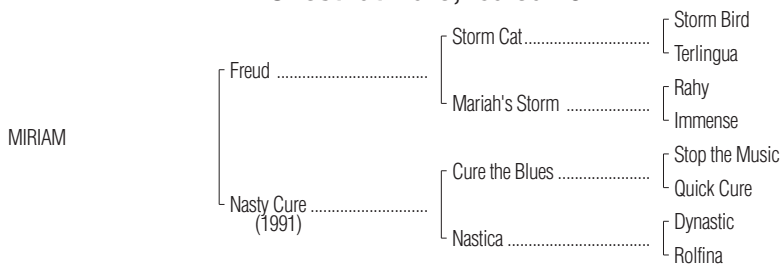 Storm Bird
Storm Cat
Terlingua
Freud
Rahy
Mariah's Storm
Immense
MIRIAM
Stop the Music
Cure the Blues
Quick Cure
Nasty Cure
(1991)
Dynastic
Nastica
Rolfina